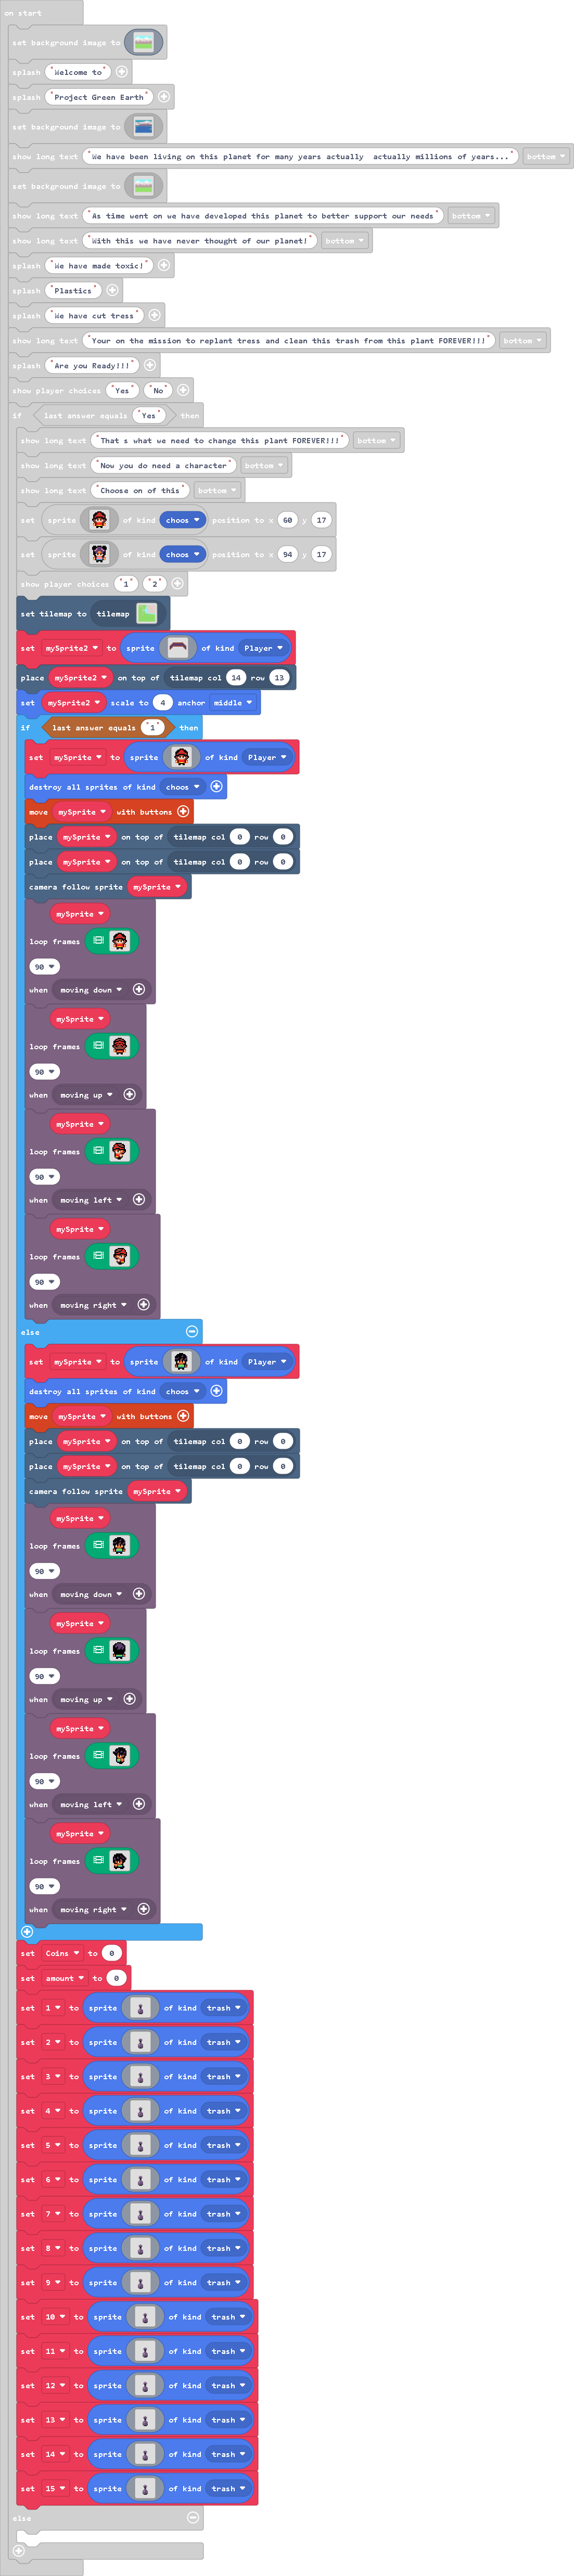 on start
set background image to
splash "Welcome to"
splash "Project Green Earth"
set background image to
show long text "We have been living on this planet for many years actually  actually millions of years..." bottom
set background image to
show long text "As time went on we have developed this planet to better support our needs" bottom
show long text "With this we have never thought of our planet!" bottom
splash "We have made toxic!"
splash "Plastics"
splash "We have cut tress"
show long text "Your on the mission to replant tress and clean this trash from this plant FOREVER!!!" bottom
splash "Are you Ready!!!"
show player choices "Yes" "No"
if last answer equals "Yes" then
show long text "That s what we need to change this plant FOREVER!!!" bottom
show long text "Now you do need a character" bottom
show long text "Choose on of this" bottom
set sprite of kind choos position to x 60 y 17
set sprite of kind choos position to x 94 y 17
show player choices "1" "2"
set tilemap to tilemap
set mySprite2 to sprite of kind Player
place mySprite2 on top of tilemap col 14 row 13
set mySprite2 scale to 4 anchor middle
if last answer equals "1" then
set mySprite to sprite of kind Player
destroy all sprites of kind choos
move mySprite with buttons
place mySprite on top of tilemap col 0 row 0
place mySprite on top of tilemap col 0 row 0
camera follow sprite mySprite
mySprite
loop frames
90
when moving down
mySprite
loop frames
90
when moving up
mySprite
loop frames
90
when moving left
mySprite
loop frames
90
when moving right
else
set mySprite to sprite of kind Player
destroy all sprites of kind choos
move mySprite with buttons
place mySprite on top of tilemap col 0 row 0
place mySprite on top of tilemap col 0 row 0
camera follow sprite mySprite
mySprite
loop frames
90
when moving down
mySprite
loop frames
90
when moving up
mySprite
loop frames
90
when moving left
mySprite
loop frames
90
when moving right
set Coins to 0
set amount to 0
set 1 to sprite of kind trash
set 2 to sprite of kind trash
set 3 to sprite of kind trash
set 4 to sprite of kind trash
set 5 to sprite of kind trash
set 6 to sprite of kind trash
set 7 to sprite of kind trash
set 8 to sprite of kind trash
set 9 to sprite of kind trash
set 10 to sprite of kind trash
set 11 to sprite of kind trash
set 12 to sprite of kind trash
set 13 to sprite of kind trash
set 14 to sprite of kind trash
set 15 to sprite of kind trash
else